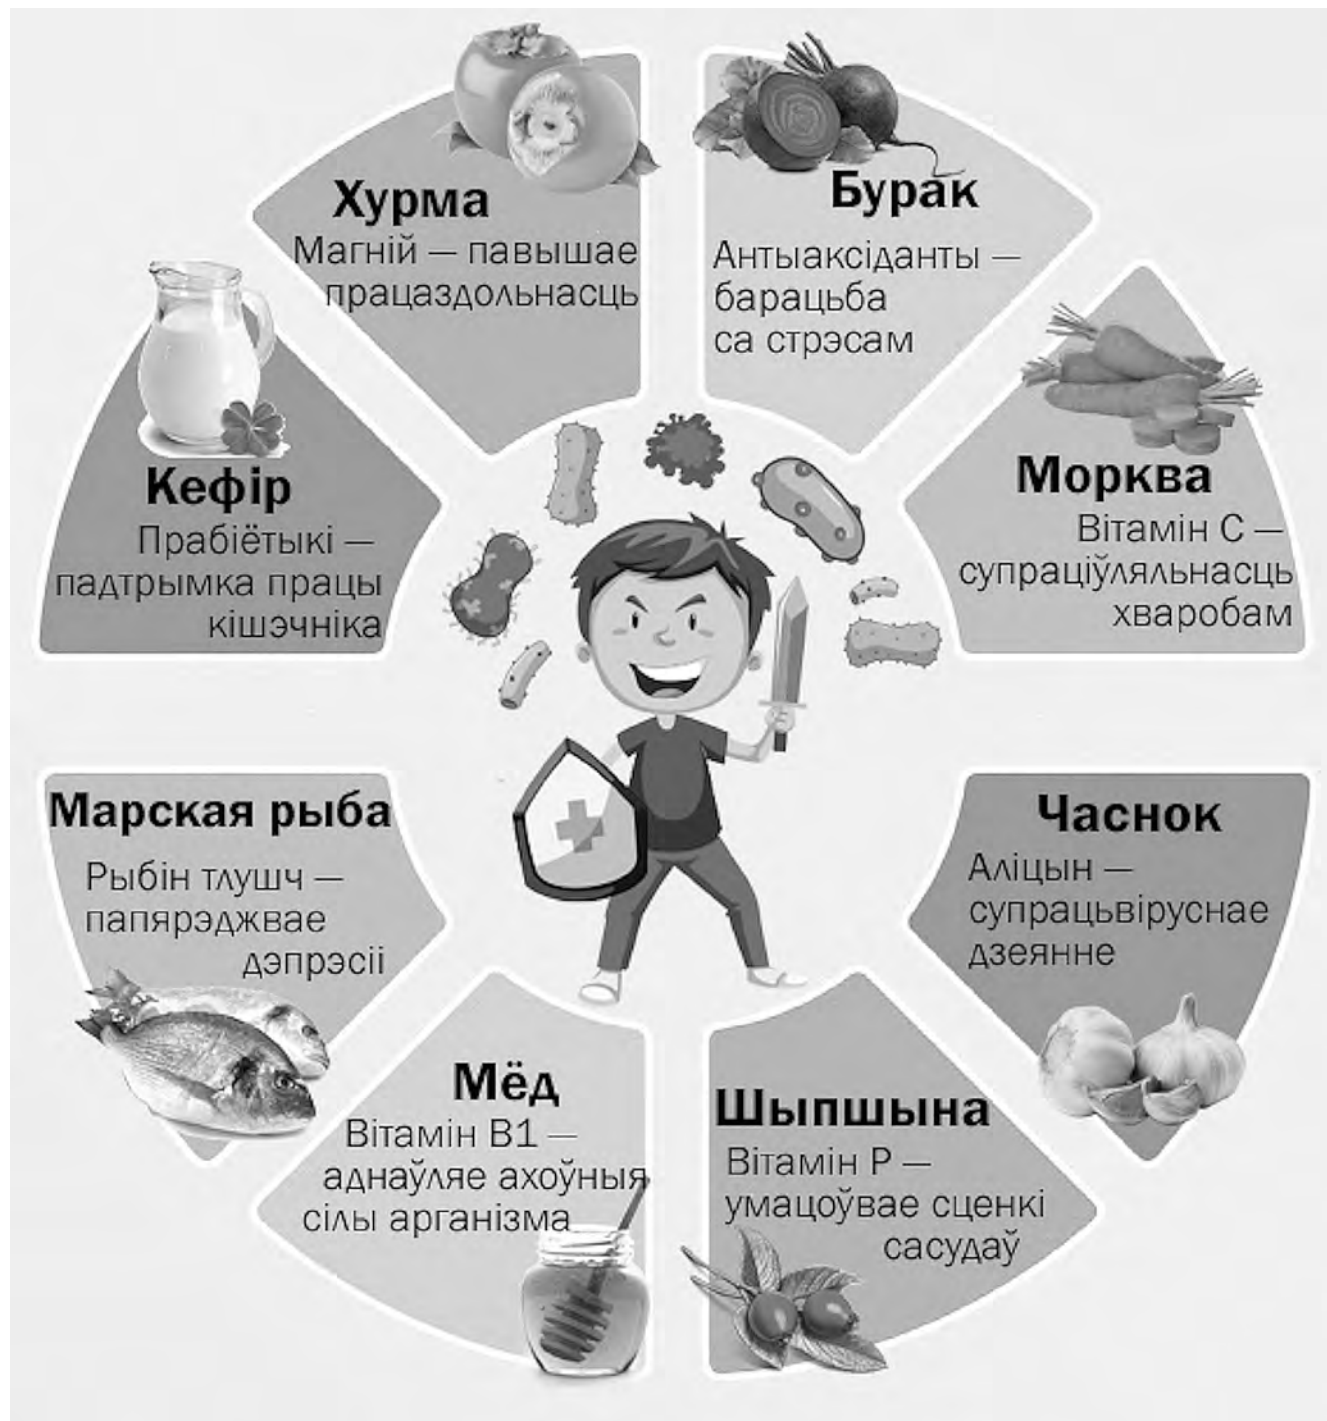 Хурма
Магній — павышае
працаздольнасць
Бурак
Антыаксіданты —
барацьба
са стрэсам
Кефір
Прабіётыкі —
падтрымка працы
кішэчніка
Морква
Вітамін С —
супраціўляльнасць
хваробам
Марская рыба
Рыбін тлушч —
папярэджвае
дэпрэсіі
Часнок
Аліцын —
супрацьвіруснае
дзеянне
Мёд
Вітамін В1 —
аднаўляе ахоўныя
сілы арганізма
Шыпшына
Вітамін Р —
умацоўвае сценкі
сасудаў